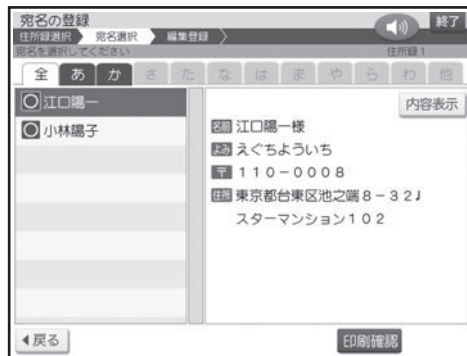 宛名の登録
終了
住所録選択 宛名選択 編集登録
宛名を選択してください 住所録1
全 あ か さ た な は ま や ら わ 他
江口陽一
小林陽子
内容表示
名前 江口陽一様
よみ えぐちよういち
〒 110-0008
住所 東京都台東区池之端8-32J
スターマンション102
戻る
印刷確認